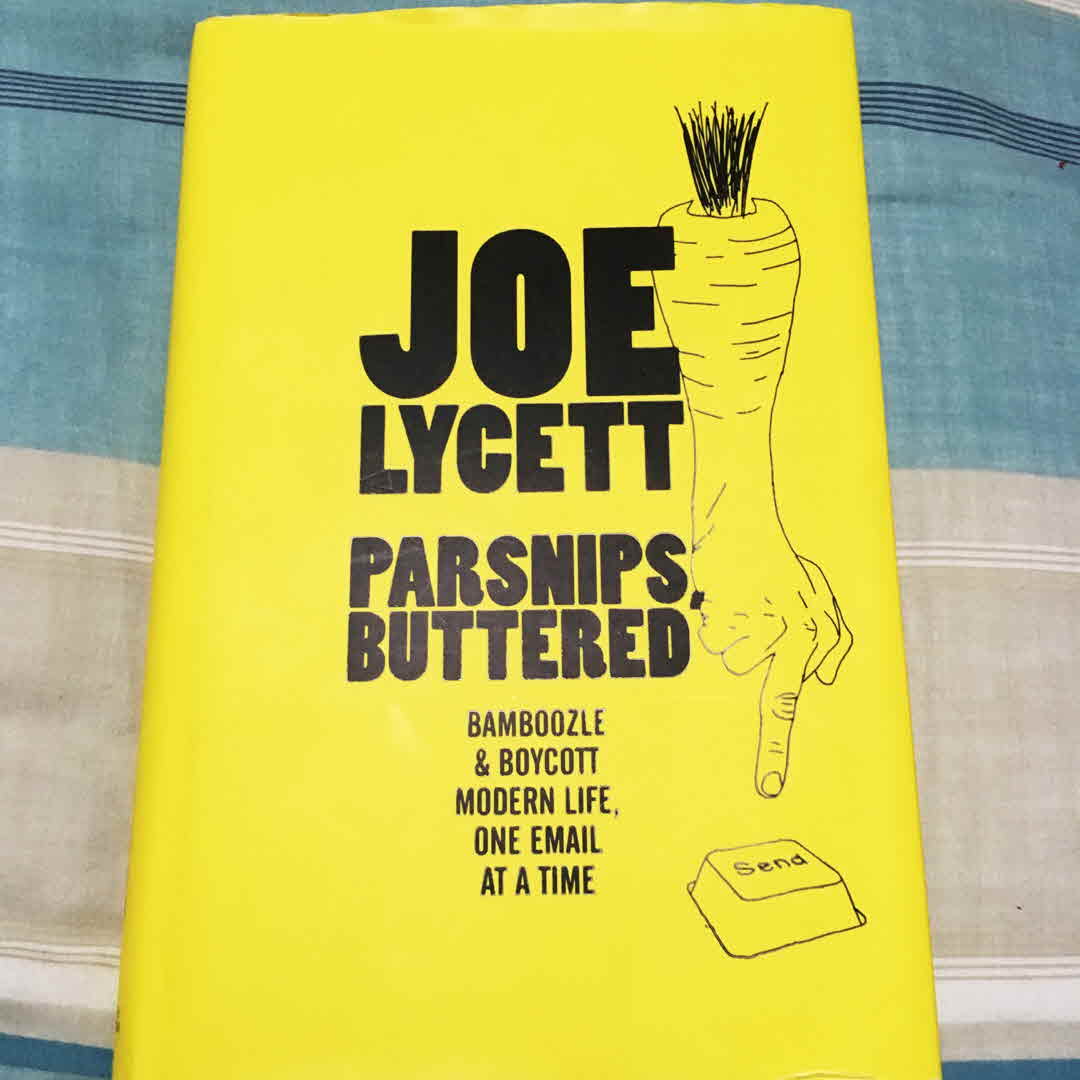 JOE
LYCETT
PARSNIPS,
BUTTERED
BAMBOOZLE
& BOYCOTT
MODERN LIFE,
ONE EMAIL
AT A TIME
Send